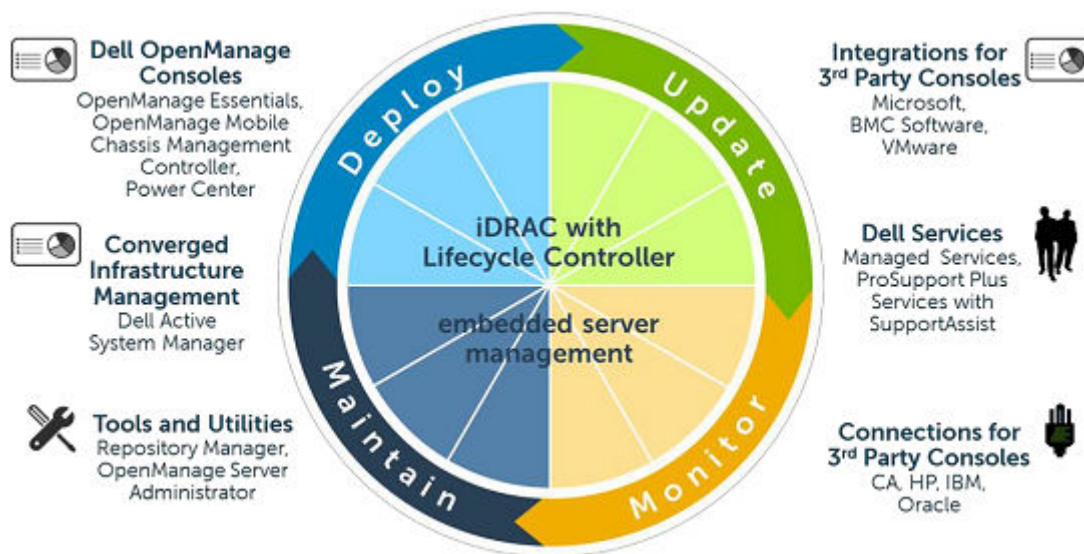 Dell OpenManage
Consoles
OpenManage Essentials,
OpenManage Mobile
Chassis Management
Controller,
Power Center
Converged
Infrastructure
Management
Dell Active
System Manager
Tools and Utilities
Repository Manager,
OpenManage Server
Administrator
Deploy
Update
Monitor
Maintain
iDRAC with
Lifecycle Controller
embedded server
management
Integrations for
3rd Party Consoles
Microsoft,
BMC Software,
VMware
Dell Services
Managed Services,
ProSupport Plus
Services with
SupportAssist
Connections for
3rd Party Consoles
CA, HP, IBM,
Oracle